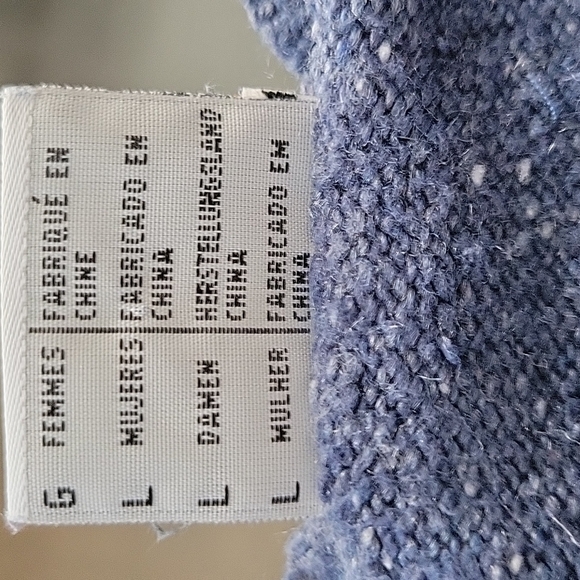 G FEMMES FABRIQUÉ EN
CHINE
L MUJERES FABRICADO EN
CHINA
L DAMEN HERSTELLUNGSLAND
CHINA
L MULHER FABRICADO EM
CHINA